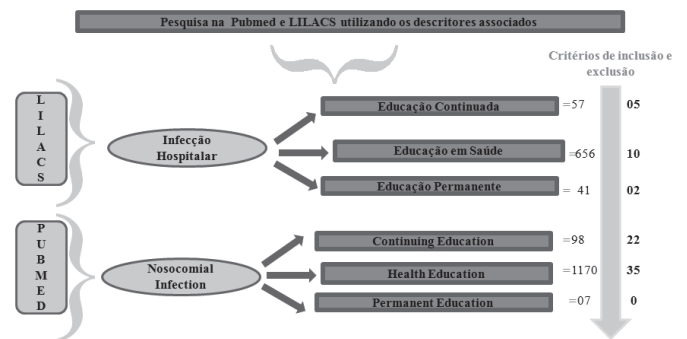 Pesquisa na Pubmed e LILACS utilizando os descritores associados
Critérios de inclusão e
exclusão
L
I
L
A
C
S
Infecção
Hospitalar
Educação Continuada
=57
05
Educação em Saúde
=656
10
Educação Permanente
= 41
02
P
U
B
M
E
D
Nosocomial
Infection
Continuing Education
=98
22
Health Education
=1170
35
Permanent Education
=07
0